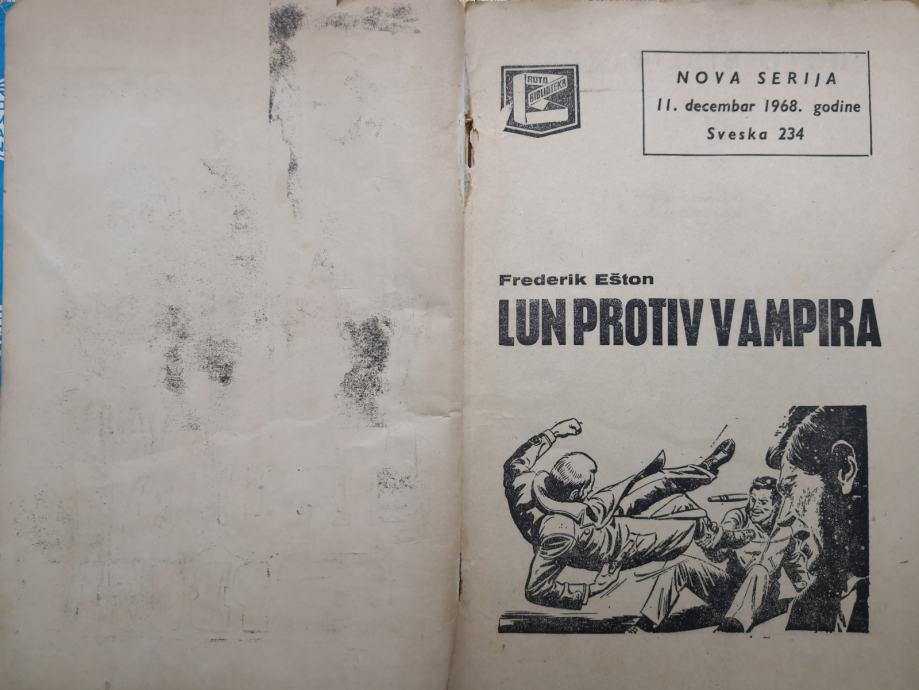 ROTO
BIBLIOTEKA
NOVA SERIJA
11. decembar 1968. godine
Sveska 234
Frederik Ešton
LUN PROTIV VAMPIRA